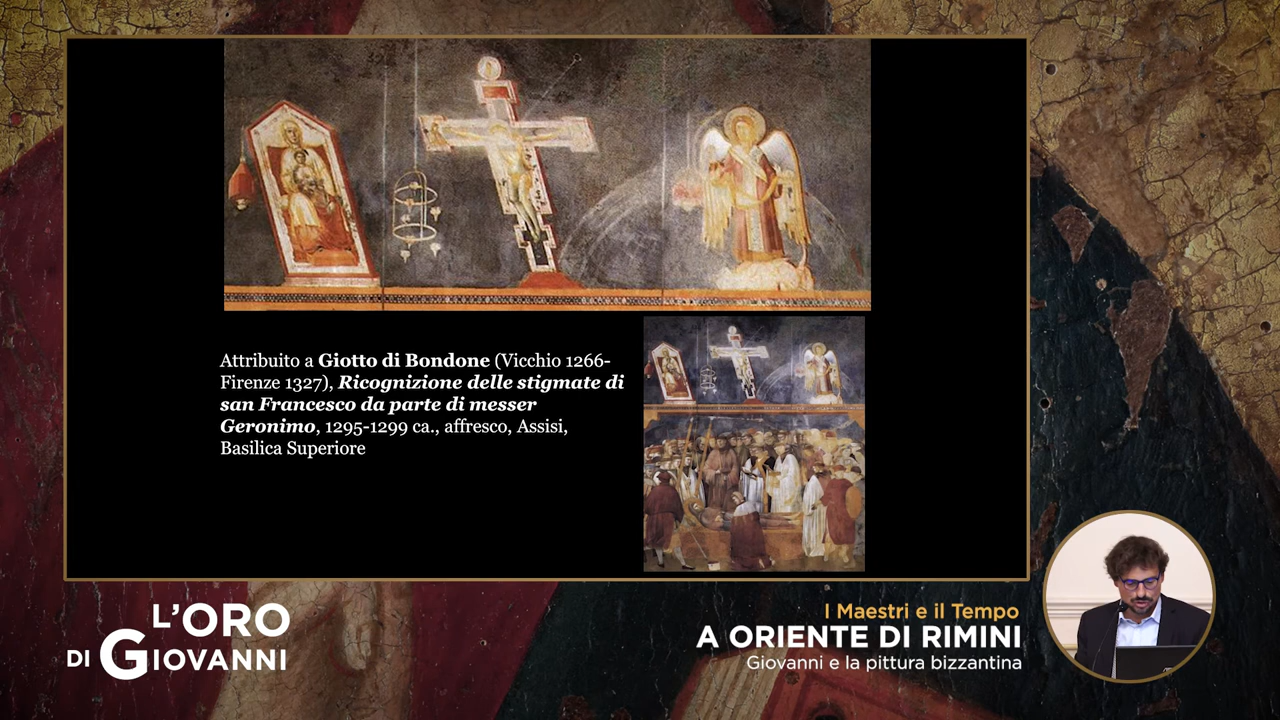 Attribuito a Giotto di Bondone (Vicchio 1266-
Firenze 1327), Ricognizione delle stigmate di
san Francesco da parte di messer
Geronimo, 1295-1299 ca., affresco, Assisi,
Basilica Superiore
L'ORO
DI GIOVANNI
I Maestri e il Tempo
A ORIENTE DI RIMINI
Giovanni e la pittura bizzantina